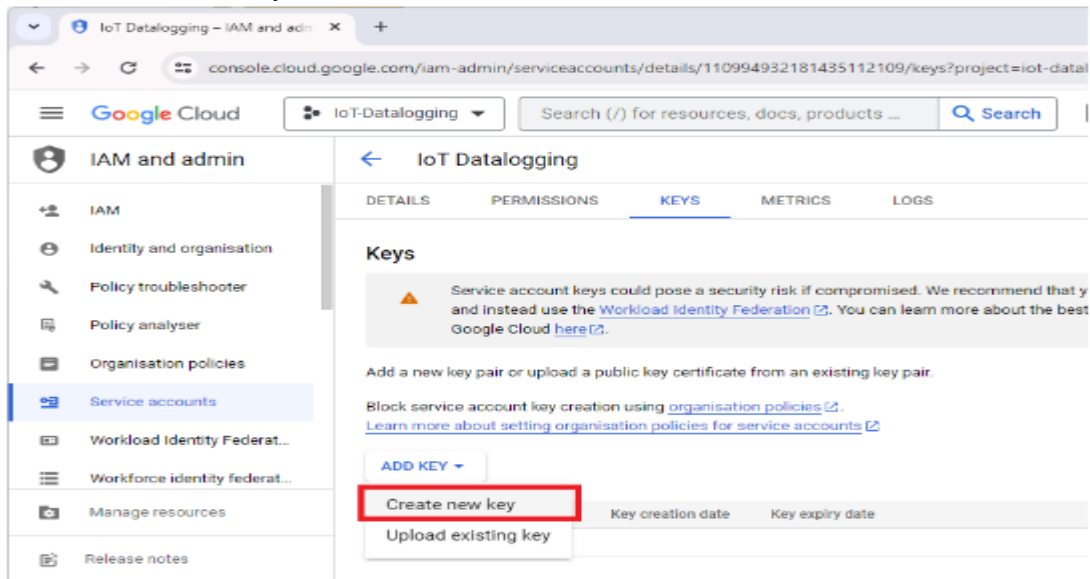 IoT Datalogging – IAM and adn
console.cloud.google.com/iam-admin/serviceaccounts/details/110994932181435112109/keys?project=iot-datal
Google Cloud
IoT-Datalogging
Search (/) for resources, docs, products ...
Search
IAM and admin
IoT Datalogging
DETAILS PERMISSIONS KEYS METRICS LOGS
IAM
Identity and organisation
Policy troubleshooter
Policy analyser
Organisation policies
Service accounts
Workload Identity Federat...
Workforce identity federat...
Manage resources
Release notes
Keys
Service account keys could pose a security risk if compromised. We recommend that y
and instead use the Workload Identity Federation. You can learn more about the best
Google Cloud here.
Add a new key pair or upload a public key certificate from an existing key pair.
Block service account key creation using organisation policies.
Learn more about setting organisation policies for service accounts
ADD KEY
Create new key
Upload existing key
Key creation date Key expiry date